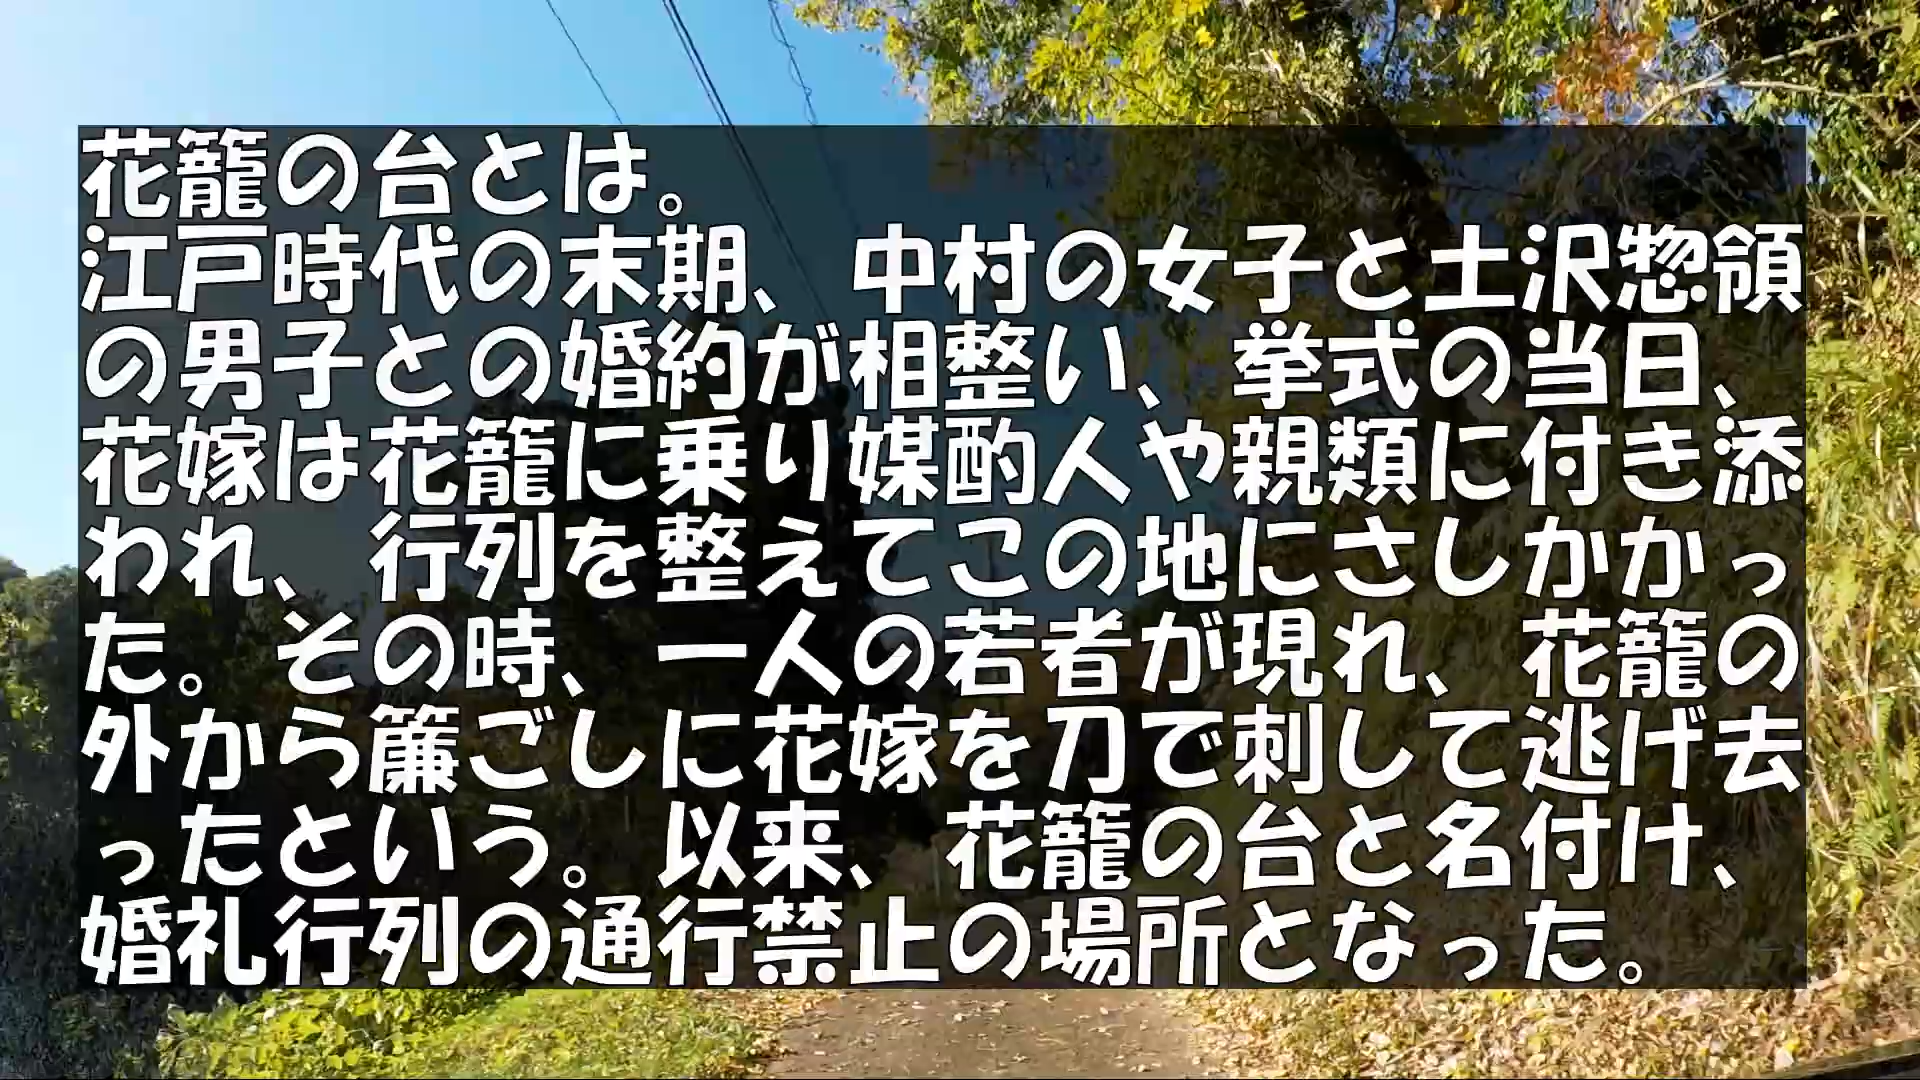 花籠の台とは。
江戸時代の末期、中村の女子と土沢惣領
の男子との婚約が相整い、挙式の当日、
花嫁は花籠に乗り媒酌人や親類に付き添
われ、行列を整えてこの地にさしかかっ
た。その時、一人の若者が現れ、花籠の
外から簾ごしに花嫁を刀で刺して逃げ去
ったという。以来、花籠の台と名付け、
婚礼行列の通行禁止の場所となった。